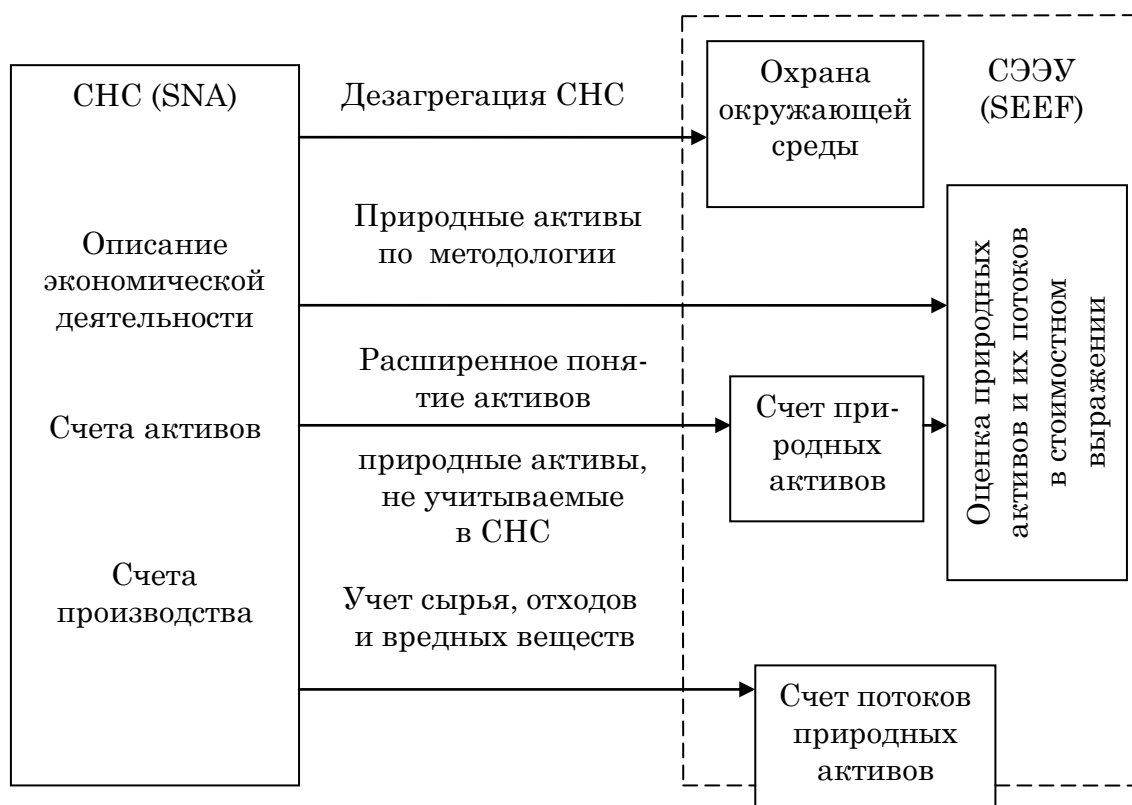 СНС (SNA)
Описание
экономической
деятельности
Счета активов
Счета
производства
Дезагрегация СНС
Природные активы
по методологии
Расширенное поня-
тие активов
природные активы,
не учитываемые
в СНС
Учет сырья, отходов
и вредных веществ
Охрана
окружающей
среды
СЭЭУ
(SEEF)
Счет при-
родных
активов
Оценка природных
активов и их потоков
в стоимостном
выражении
Счет потоков
природных
активов